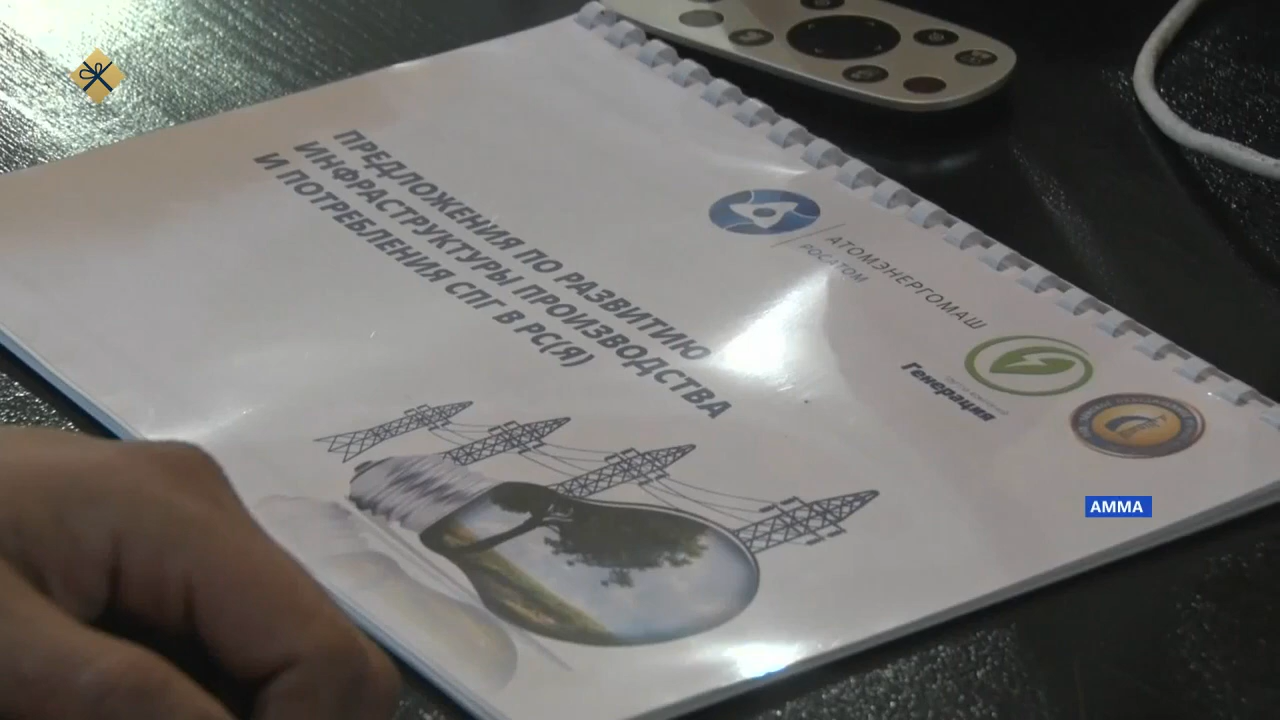 ПРЕДЛОЖЕНИЯ ПО РАЗВИТИЮ
ИНФРАСТРУКТУРЫ ПРОИЗВОДСТВА
И ПОТРЕБЛЕНИЯ СПГ В РС(Я)
АТОМЭНЕРГОМАШ
РОСАТОМ
Генерация
АММА